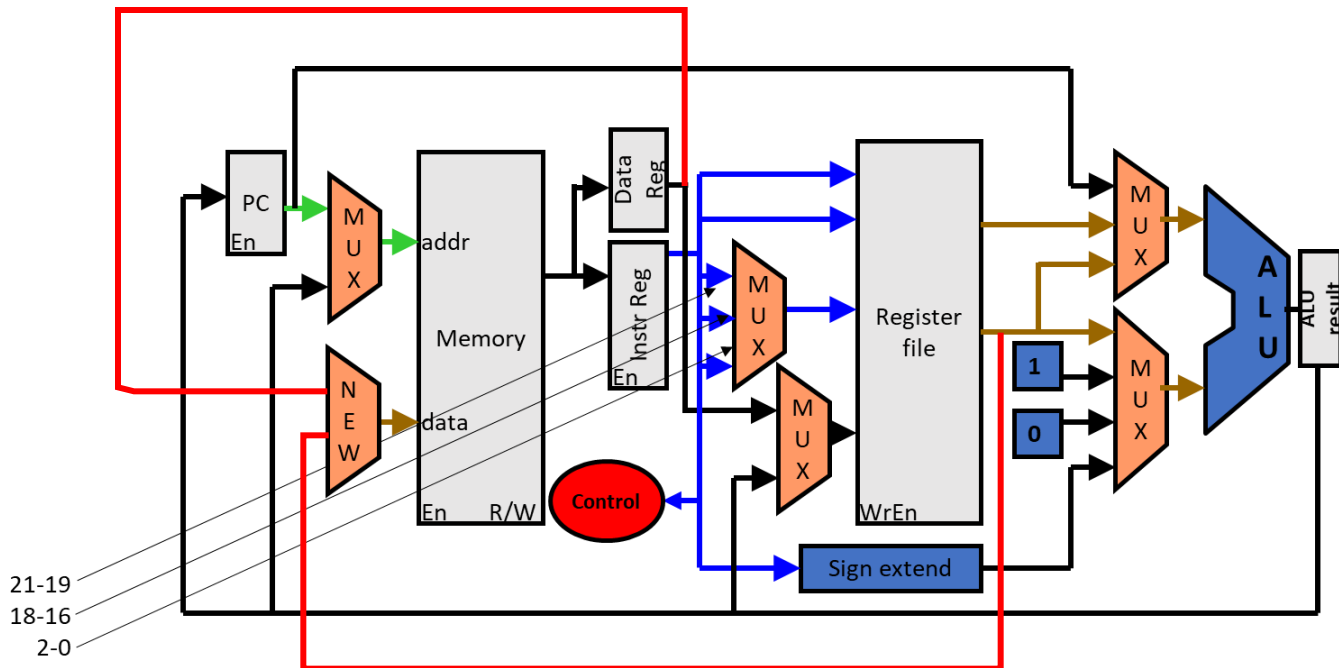 PC
En
M
U
X
addr
Memory
data
En R/W
N
E
W
Data
Reg
Instr Reg
En
M
U
X
M
U
X
Control
Register
file
WrEn
Sign extend
M
U
X
1
0
M
U
X
A
L
U
ALU
result
21-19
18-16
2-0